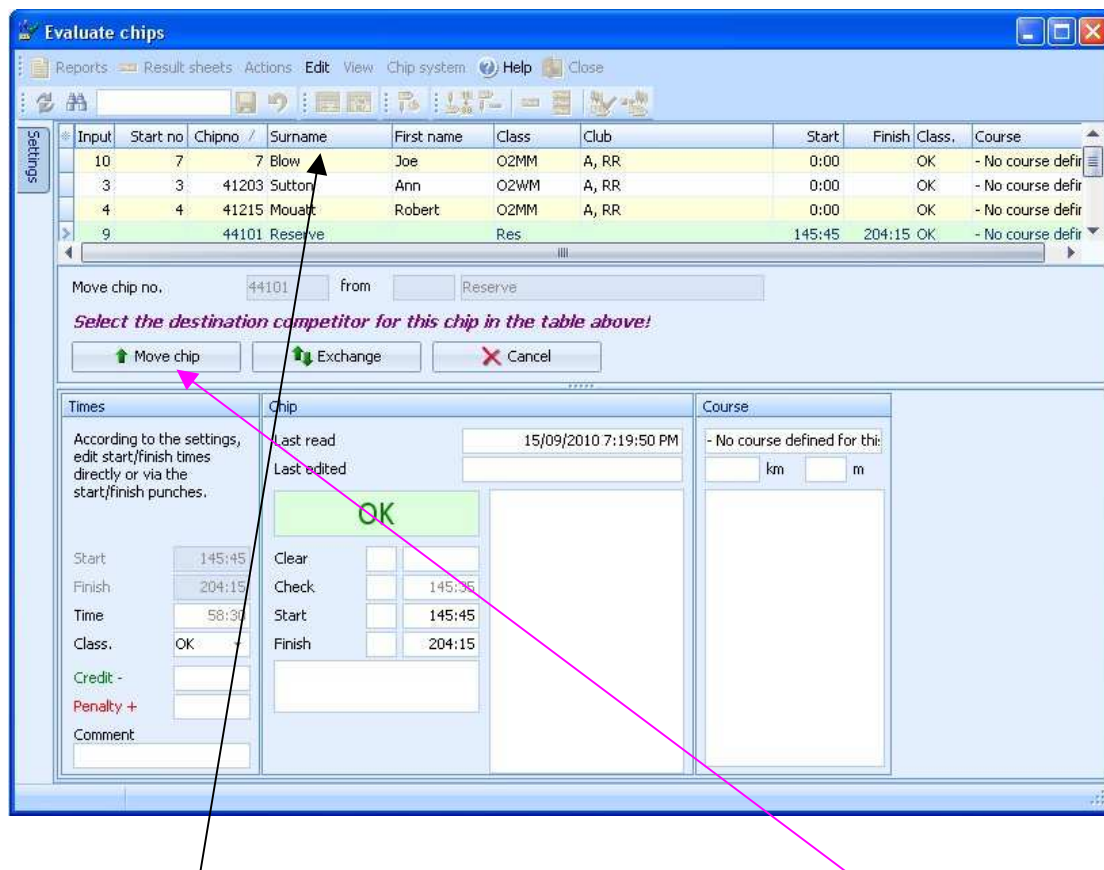 Evaluate chips
Reports Result sheets Actions Edit View Chip system Help Close
Settings
Input Start no Chipno / Surname First name Class Club Start Finish Class. Course
10 7 7 Blow Joe O2MM A, RR 0:00 OK - No course defir
3 3 41203 Sutton Ann O2WM A, RR 0:00 OK - No course defir
4 4 41215 Mouatt Robert O2MM A, RR 0:00 OK - No course defir
9 44101 Reserve Res 145:45 204:15 OK - No course defir
Move chip no. 44101 from Reserve
Select the destination competitor for this chip in the table above!
Move chip Exchange Cancel
Times
According to the settings,
edit start/finish times
directly or via the
start/finish punches.
Start 145:45
Finish 204:15
Time 58:30
Class. OK
Credit -
Penalty +
Comment
Chip
Last read 15/09/2010 7:19:50 PM
Last edited
OK
Clear
Check 145:35
Start 145:45
Finish 204:15
Course
- No course defined for this
km m